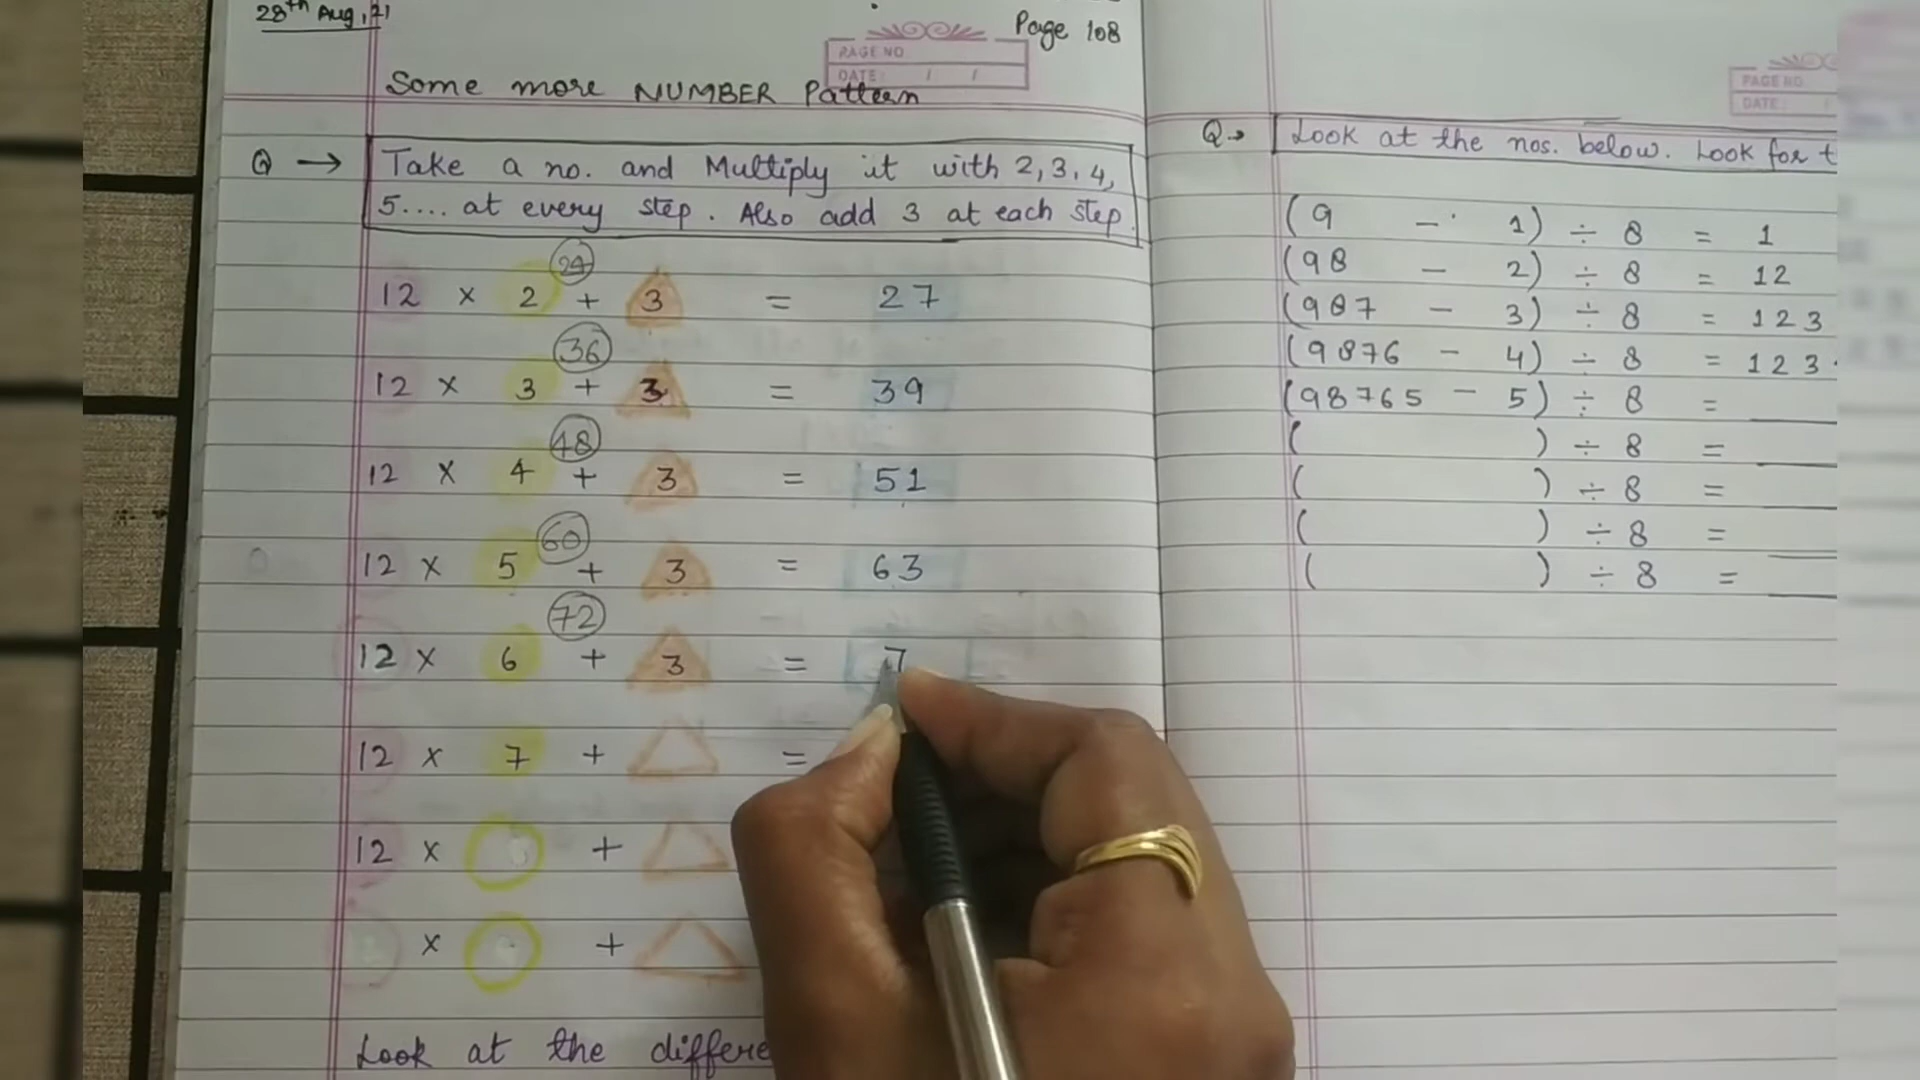 28th Aug, 21
Page 108
PAGE NO
DATE: / /
Some more NUMBER Pattern
Q → Take a no. and Multiply it with 2, 3, 4,
5.... at every step. Also add 3 at each step.
24
12 × 2 + 3 = 27
36
12 × 3 + 3 = 39
48
12 × 4 + 3 = 51
60
12 × 5 + 3 = 63
72
12 × 6 + 3 = 7
12 × 7 + =
12 × +
× +
Look at the differe
PAGE NO
DATE: /
Q → Look at the nos. below. Look for t
(9 - 1) ÷ 8 = 1
(98 - 2) ÷ 8 = 12
(987 - 3) ÷ 8 = 123
(9876 - 4) ÷ 8 = 123
(98765 - 5) ÷ 8 =
( ) ÷ 8 =
( ) ÷ 8 =
( ) ÷ 8 =
( ) ÷ 8 =